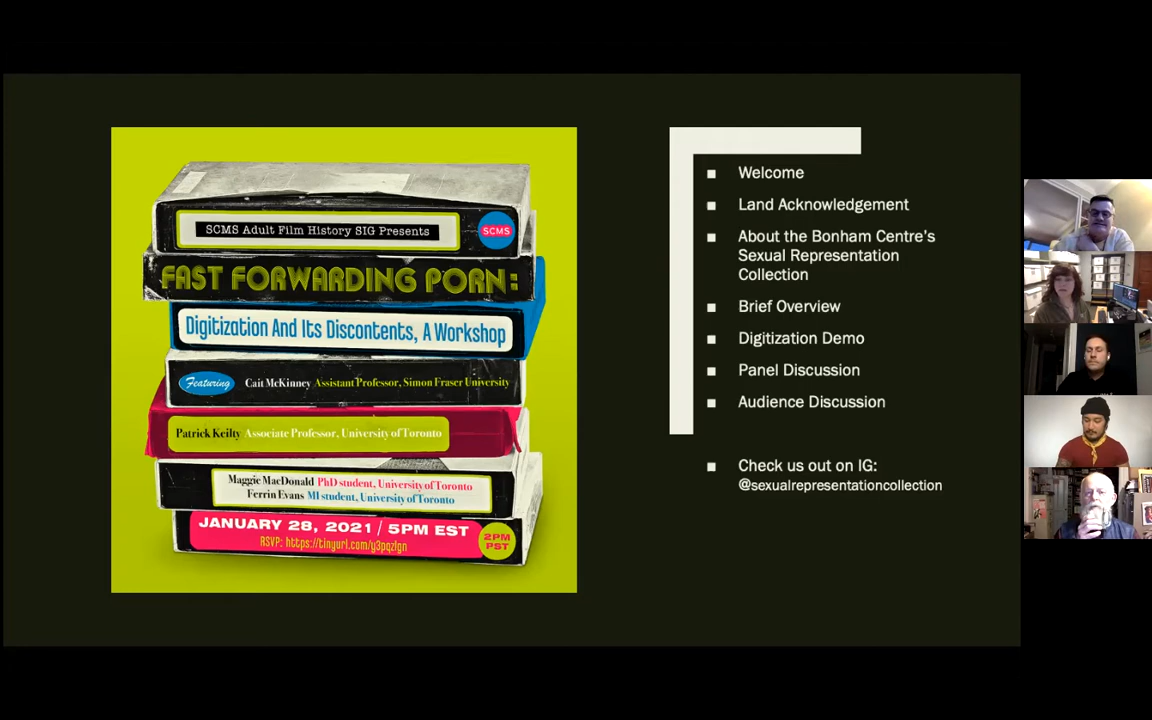 SCMS Adult Film History SIG Presents
SCMS
FAST FORWARDING PORN:
Digitization And Its Discontents, A Workshop
Featuring Cait McKinney Assistant Professor, Simon Fraser University
Patrick Keilty Associate Professor, University of Toronto
Maggie MacDonald PhD student, University of Toronto
Ferrin Evans MI student, University of Toronto
JANUARY 28, 2021 / 5PM EST
RSVP: https://tinyurl.com/y3pqzlgn
2PM
PST
Welcome
Land Acknowledgement
About the Bonham Centre's
Sexual Representation
Collection
Brief Overview
Digitization Demo
Panel Discussion
Audience Discussion
Check us out on IG:
@sexualrepresentationcollection